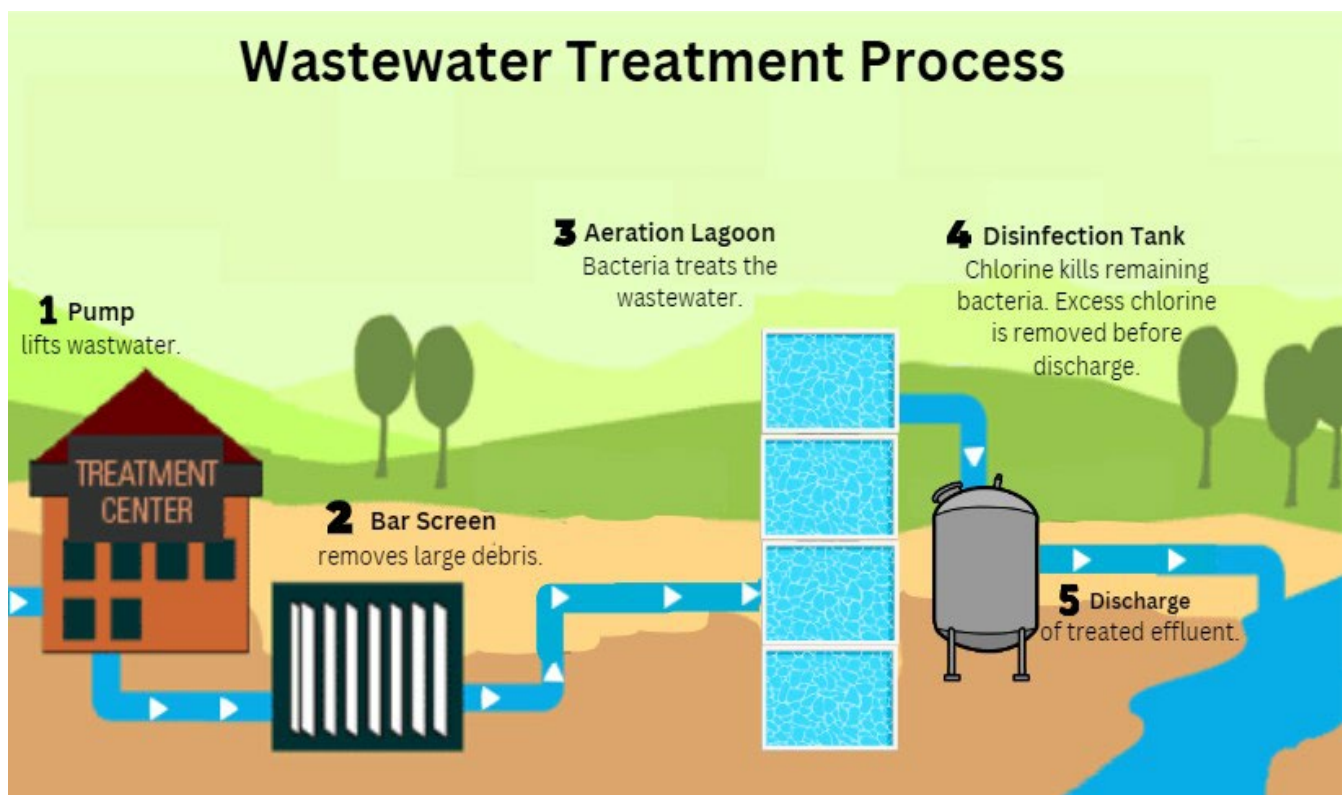 Wastewater Treatment Process
1 Pump
lifts wastwater.
TREATMENT
CENTER
2 Bar Screen
removes large debris.
3 Aeration Lagoon
Bacteria treats the
wastewater.
4 Disinfection Tank
Chlorine kills remaining
bacteria. Excess chlorine
is removed before
discharge.
5 Discharge
of treated effluent.